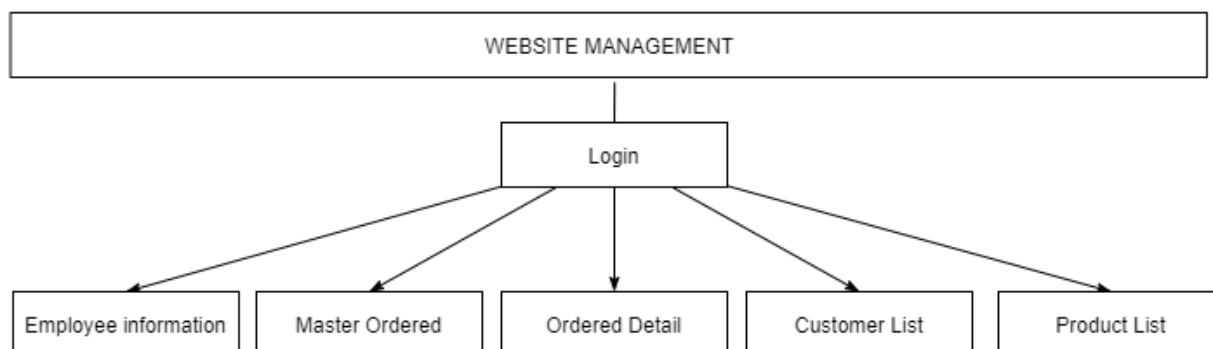 WEBSITE MANAGEMENT
Login
Employee information
Master Ordered
Ordered Detail
Customer List
Product List